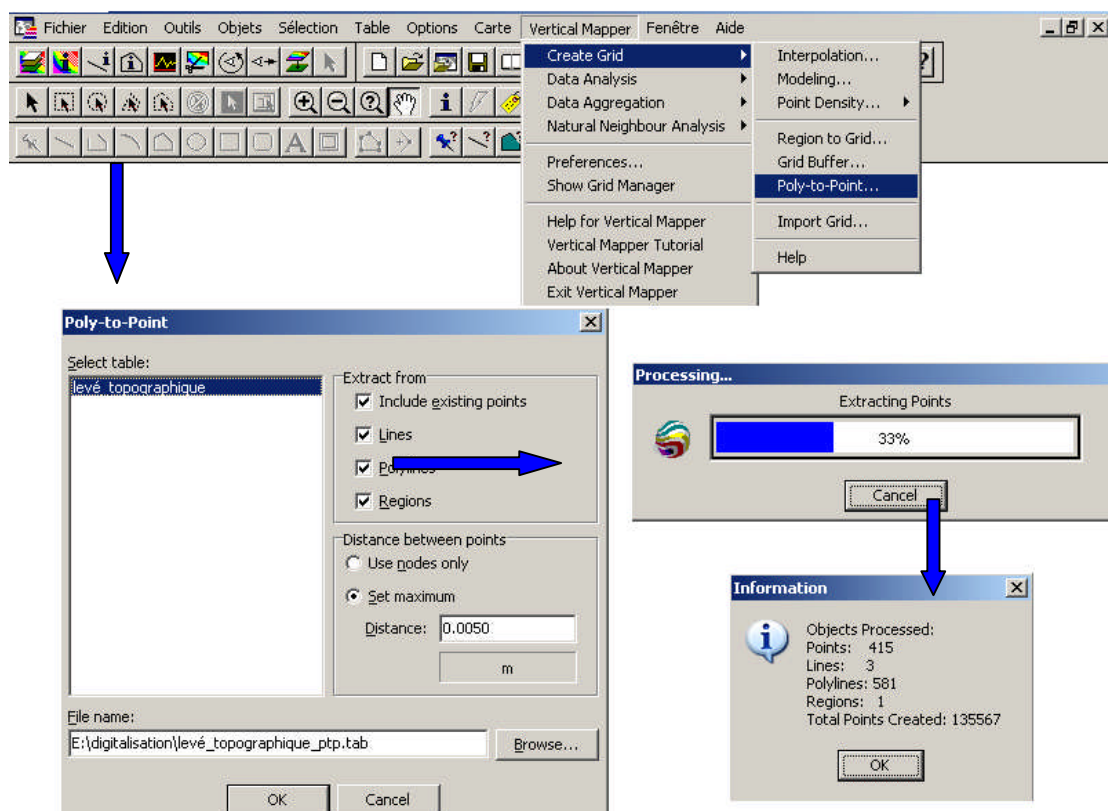 Fichier Edition Outils Objets Sélection Table Options Carte Vertical Mapper Fenêtre Aide
Create Grid
Data Analysis
Data Aggregation
Natural Neighbour Analysis
Preferences...
Show Grid Manager
Help for Vertical Mapper
Vertical Mapper Tutorial
About Vertical Mapper
Exit Vertical Mapper
Interpolation...
Modeling...
Point Density...
Region to Grid...
Grid Buffer...
Poly-to-Point...
Import Grid...
Help
Poly-to-Point
Select table:
levé_topographique
Extract from
Include existing points
Lines
Polylines
Regions
Distance between points
Use nodes only
Set maximum
Distance: 0.0050
m
File name:
E:\digitalisation\levé_topographique_ptp.tab
Browse...
OK Cancel
Processing...
Extracting Points
33%
Cancel
Information
Objects Processed:
Points: 415
Lines: 3
Polylines: 581
Regions: 1
Total Points Created: 135567
OK